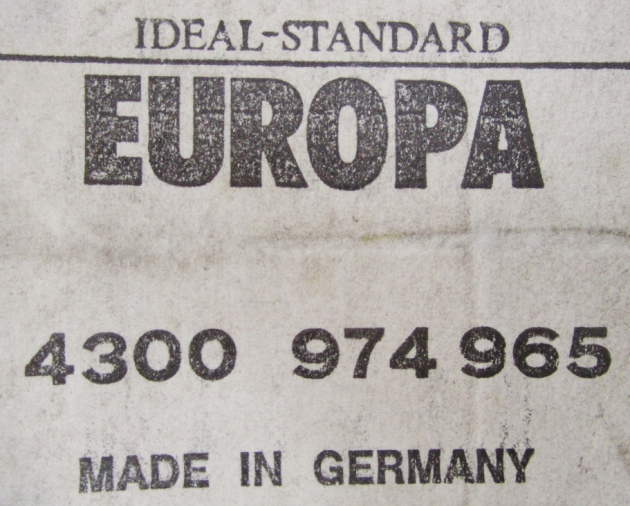 IDEAL-STANDARD
EUROPA
4300 974 965
MADE IN GERMANY